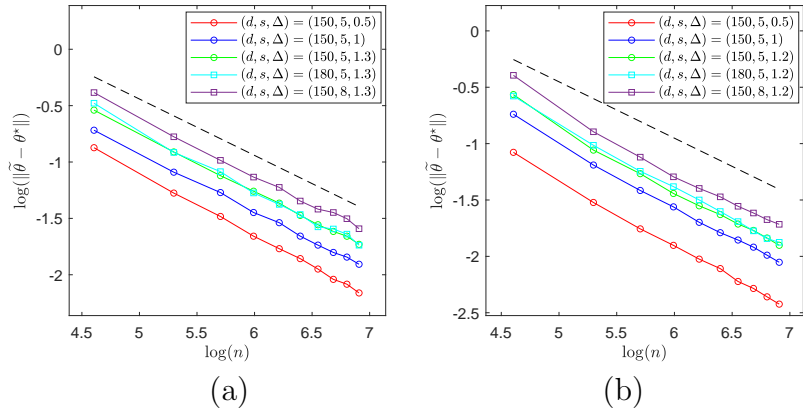 (d, s, Δ) = (150, 5, 0.5)
(d, s, Δ) = (150, 5, 1)
(d, s, Δ) = (150, 5, 1.3)
(d, s, Δ) = (180, 5, 1.3)
(d, s, Δ) = (150, 8, 1.3)
0
-0.5
-1
-1.5
-2
log(‖θ̃ − θ*‖)
4.5 5 5.5 6 6.5 7
log(n)
(a)
(d, s, Δ) = (150, 5, 0.5)
(d, s, Δ) = (150, 5, 1)
(d, s, Δ) = (150, 5, 1.2)
(d, s, Δ) = (180, 5, 1.2)
(d, s, Δ) = (150, 8, 1.2)
0
-0.5
-1
-1.5
-2
-2.5
log(‖θ̃ − θ*‖)
4.5 5 5.5 6 6.5 7
log(n)
(b)